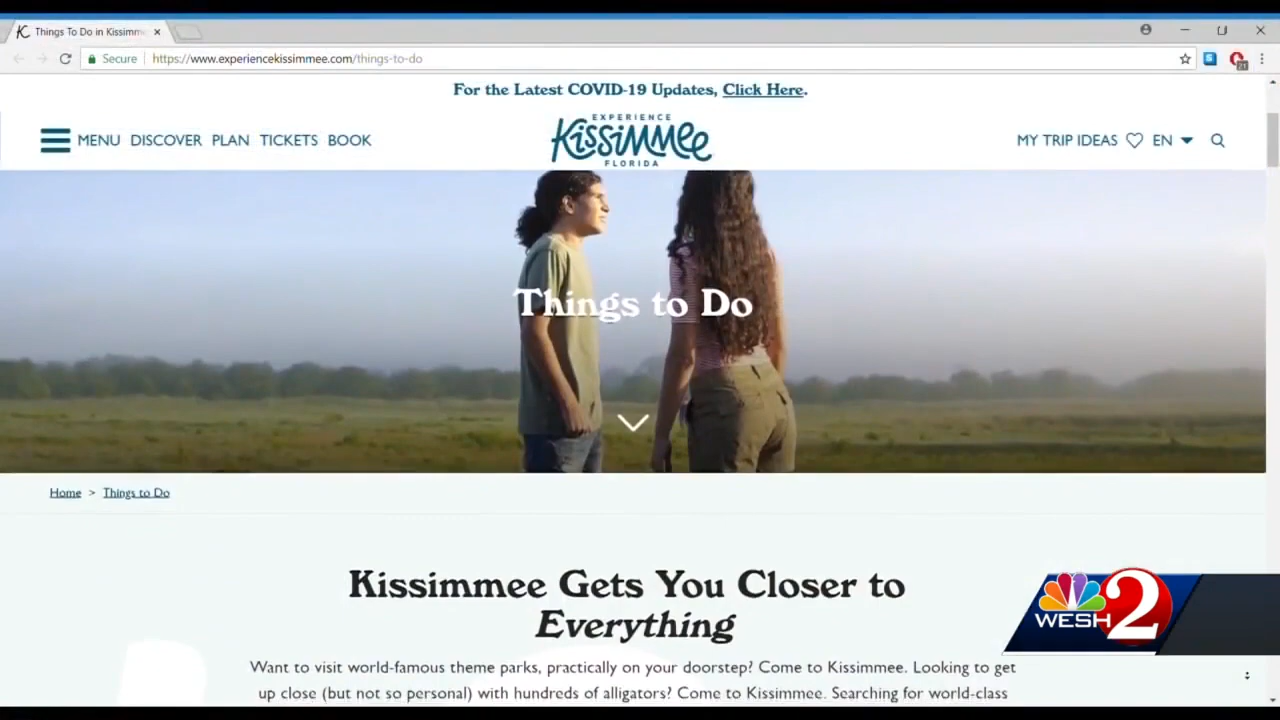 Things To Do in Kissimme
Secure
https://www.experiencekissimmee.com/things-to-do
21
For the Latest COVID-19 Updates, Click Here.
MENU DISCOVER PLAN TICKETS BOOK
EXPERIENCE
Kissimmee
FLORIDA
MY TRIP IDEAS EN
Things to Do
Home > Things to Do
Kissimmee Gets You Closer to
Everything
WESH 2
Want to visit world-famous theme parks, practically on your doorstep? Come to Kissimmee. Looking to get
up close (but not so personal) with hundreds of alligators? Come to Kissimmee. Searching for world-class